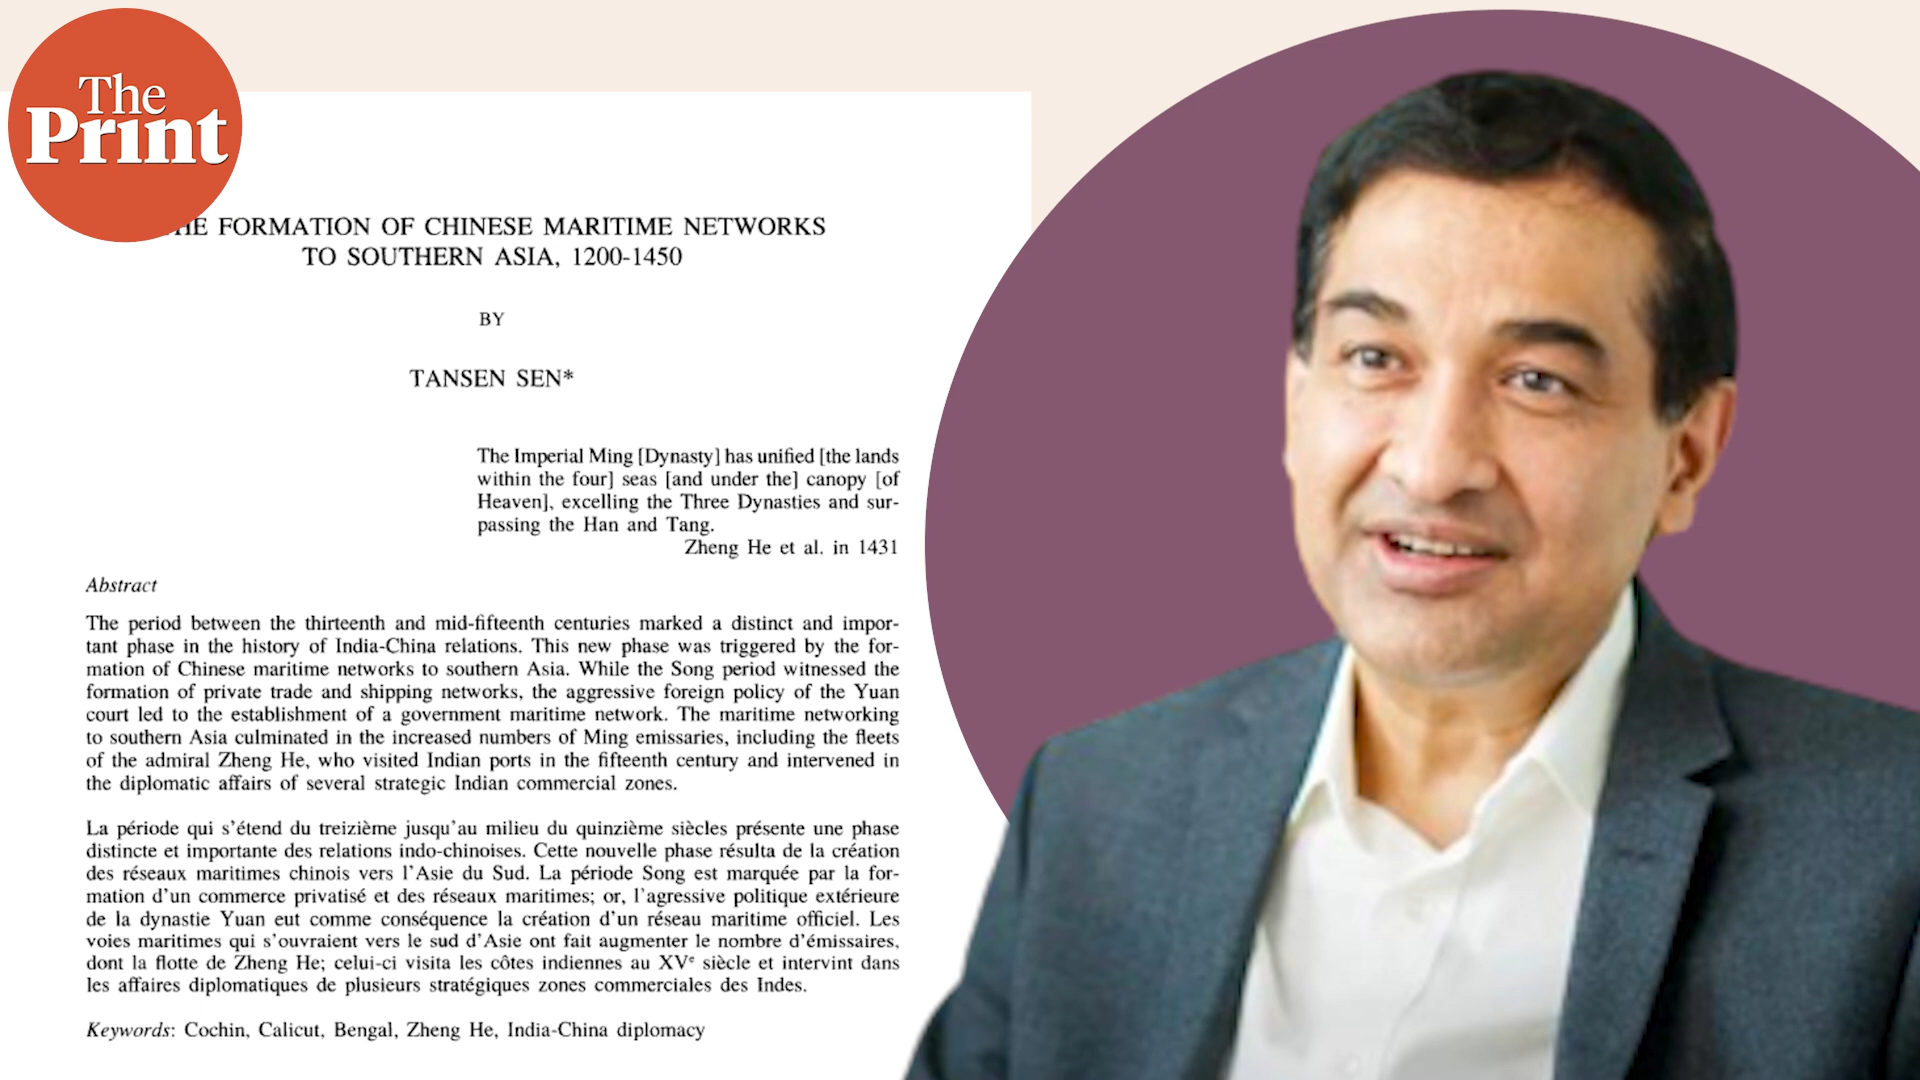 The
Print
THE FORMATION OF CHINESE MARITIME NETWORKS
TO SOUTHERN ASIA, 1200-1450
BY
TANSEN SEN*
The Imperial Ming [Dynasty] has unified [the lands
within the four] seas [and under the] canopy [of
Heaven], excelling the Three Dynasties and sur-
passing the Han and Tang.
Zheng He et al. in 1431
Abstract
The period between the thirteenth and mid-fifteenth centuries marked a distinct and impor-
tant phase in the history of India-China relations. This new phase was triggered by the for-
mation of Chinese maritime networks to southern Asia. While the Song period witnessed the
formation of private trade and shipping networks, the aggressive foreign policy of the Yuan
court led to the establishment of a government maritime network. The maritime networking
to southern Asia culminated in the increased numbers of Ming emissaries, including the fleets
of the admiral Zheng He, who visited Indian ports in the fifteenth century and intervened in
the diplomatic affairs of several strategic Indian commercial zones.
La période qui s'étend du treizième jusqu'au milieu du quinzième siècles présente une phase
distincte et importante des relations indo-chinoises. Cette nouvelle phase résulta de la création
des réseaux maritimes chinois vers l'Asie du Sud. La période Song est marquée par la for-
mation d'un commerce privatisé et des réseaux maritimes; or, l'agressive politique extérieure
de la dynastie Yuan eut comme conséquence la création d'un réseau maritime officiel. Les
voies maritimes qui s'ouvraient vers le sud d'Asie ont fait augmenter le nombre d'émissaires,
dont la flotte de Zheng He; celui-ci visita les côtes indiennes au XVe siècle et intervint dans
les affaires diplomatiques de plusieurs stratégiques zones commerciales des Indes.
Keywords: Cochin, Calicut, Bengal, Zheng He, India-China diplomacy